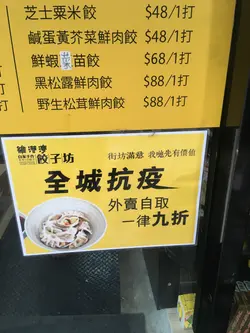 芝士粟米餃 $48/1打
鹹蛋黃芥菜鮮肉餃 $48/1打
鮮蝦韮苗餃 $68/1打
黑松露鮮肉餃 $88/1打
野生松茸鮮肉餃 $88/1打
餃子坊
街坊滿意 我哋先有價值
全城抗疫
外賣自取
一律九折